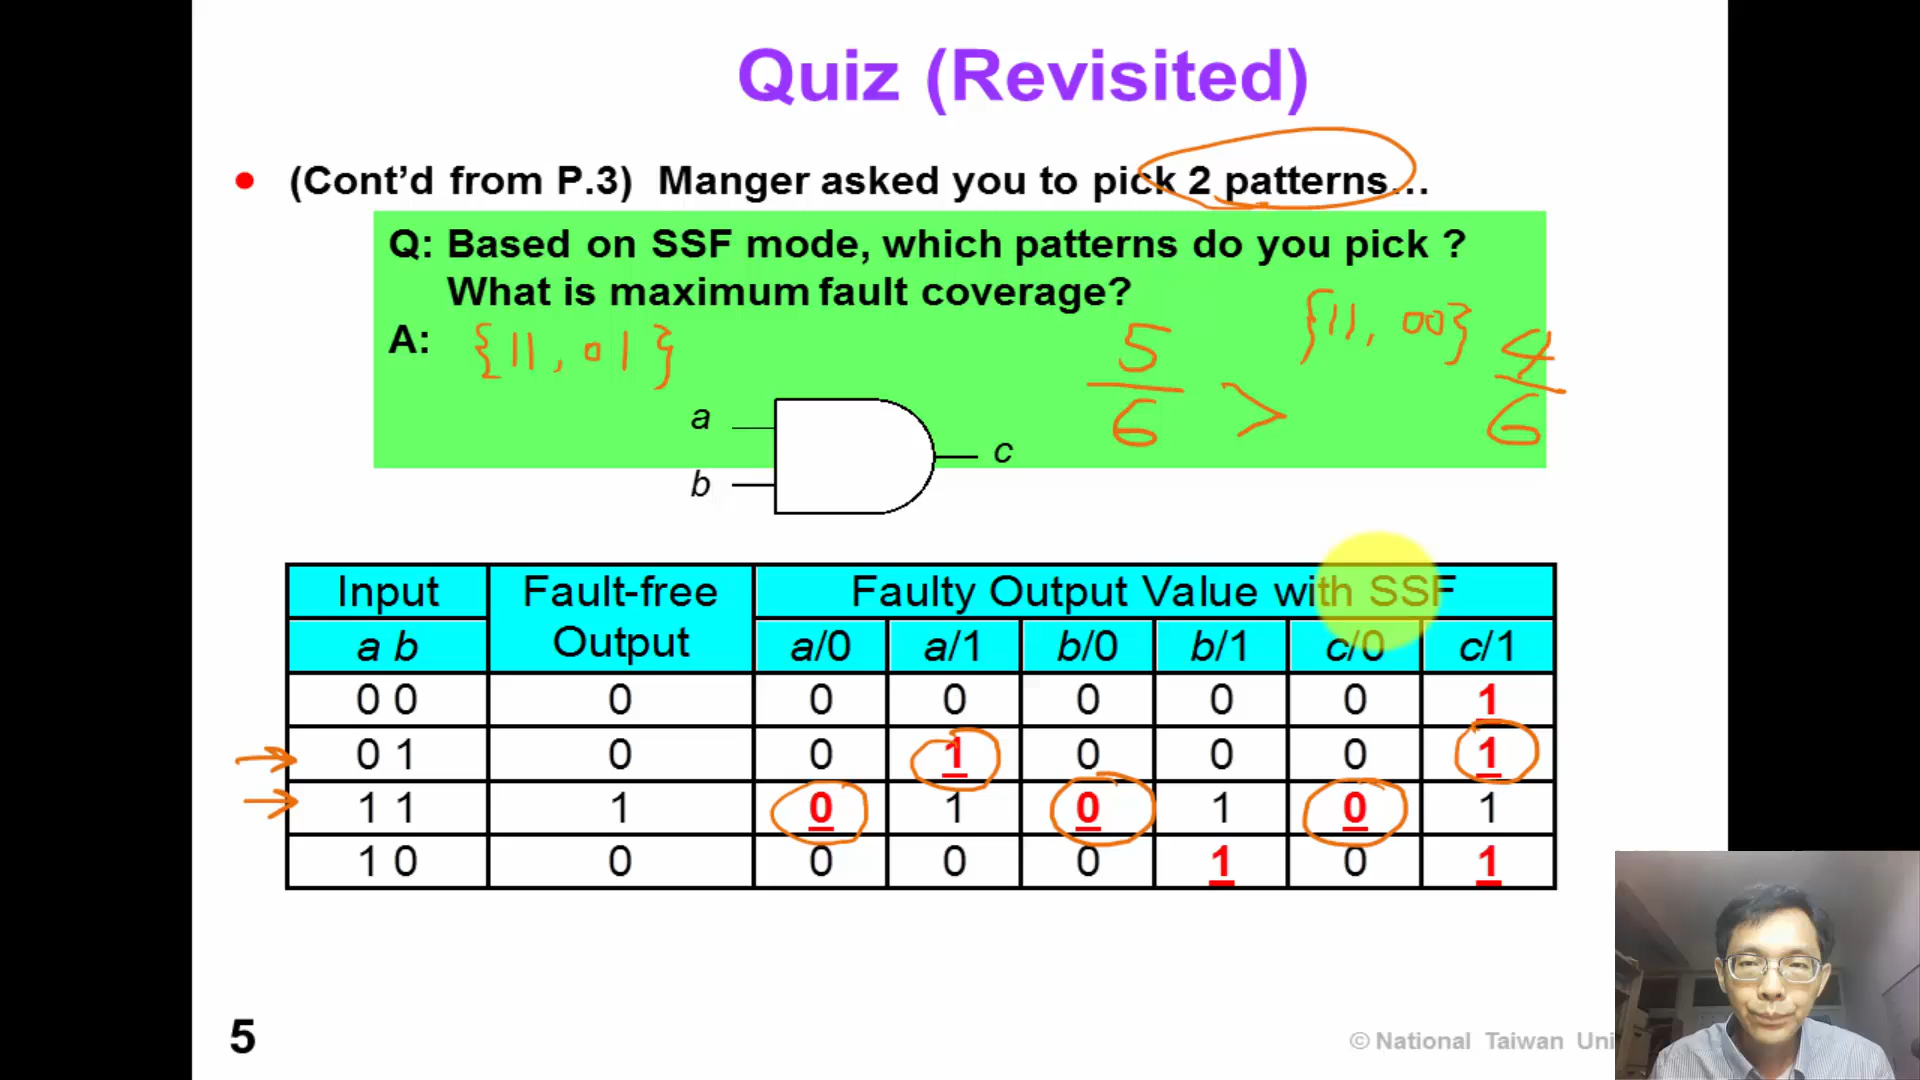 Quiz (Revisited)
• (Cont’d from P.3) Manger asked you to pick 2 patterns…
Q: Based on SSF mode, which patterns do you pick ?
What is maximum fault coverage?
A: {11, 01} 5/6 > {11, 00} 4/6
a
b
c
Input Fault-free Output Faulty Output Value with SSF
a b a/0 a/1 b/0 b/1 c/0 c/1
0 0 0 0 0 0 0 0 1
→ 0 1 0 0 1 0 0 0 1
→ 1 1 1 0 1 0 1 0 1
1 0 0 0 0 0 1 0 1
5
© National Taiwan Uni